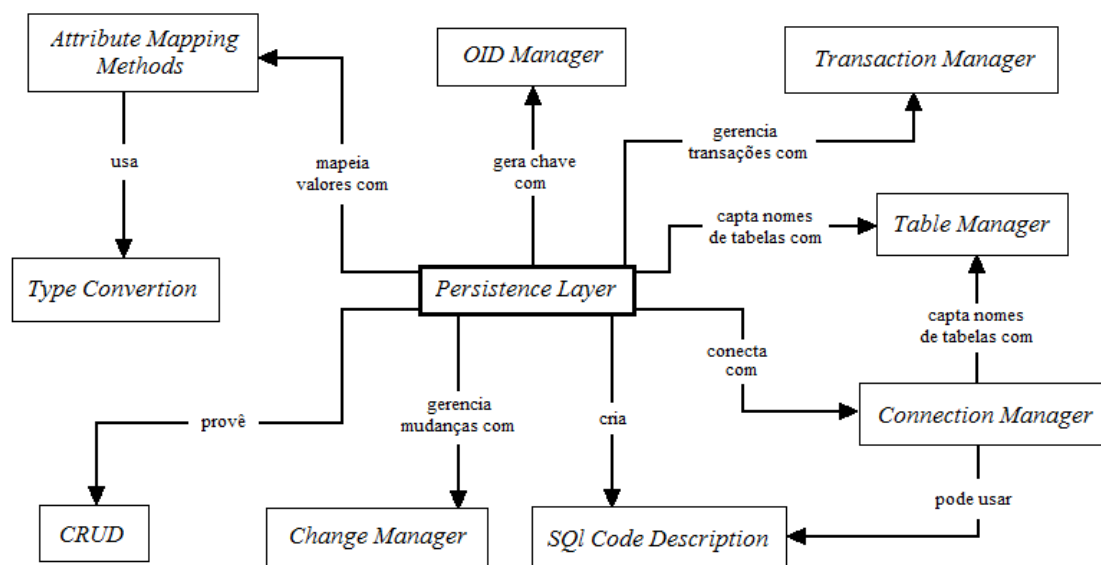 Attribute Mapping
Methods
OID Manager
Transaction Manager
usa
mapeia
valores com
gera chave
com
gerencia
transações com
capta nomes
de tabelas com
Table Manager
Type Convertion
Persistence Layer
capta nomes
de tabelas com
conecta
com
provê
gerencia
mudanças com
cria
Connection Manager
pode usar
CRUD
Change Manager
SQl Code Description